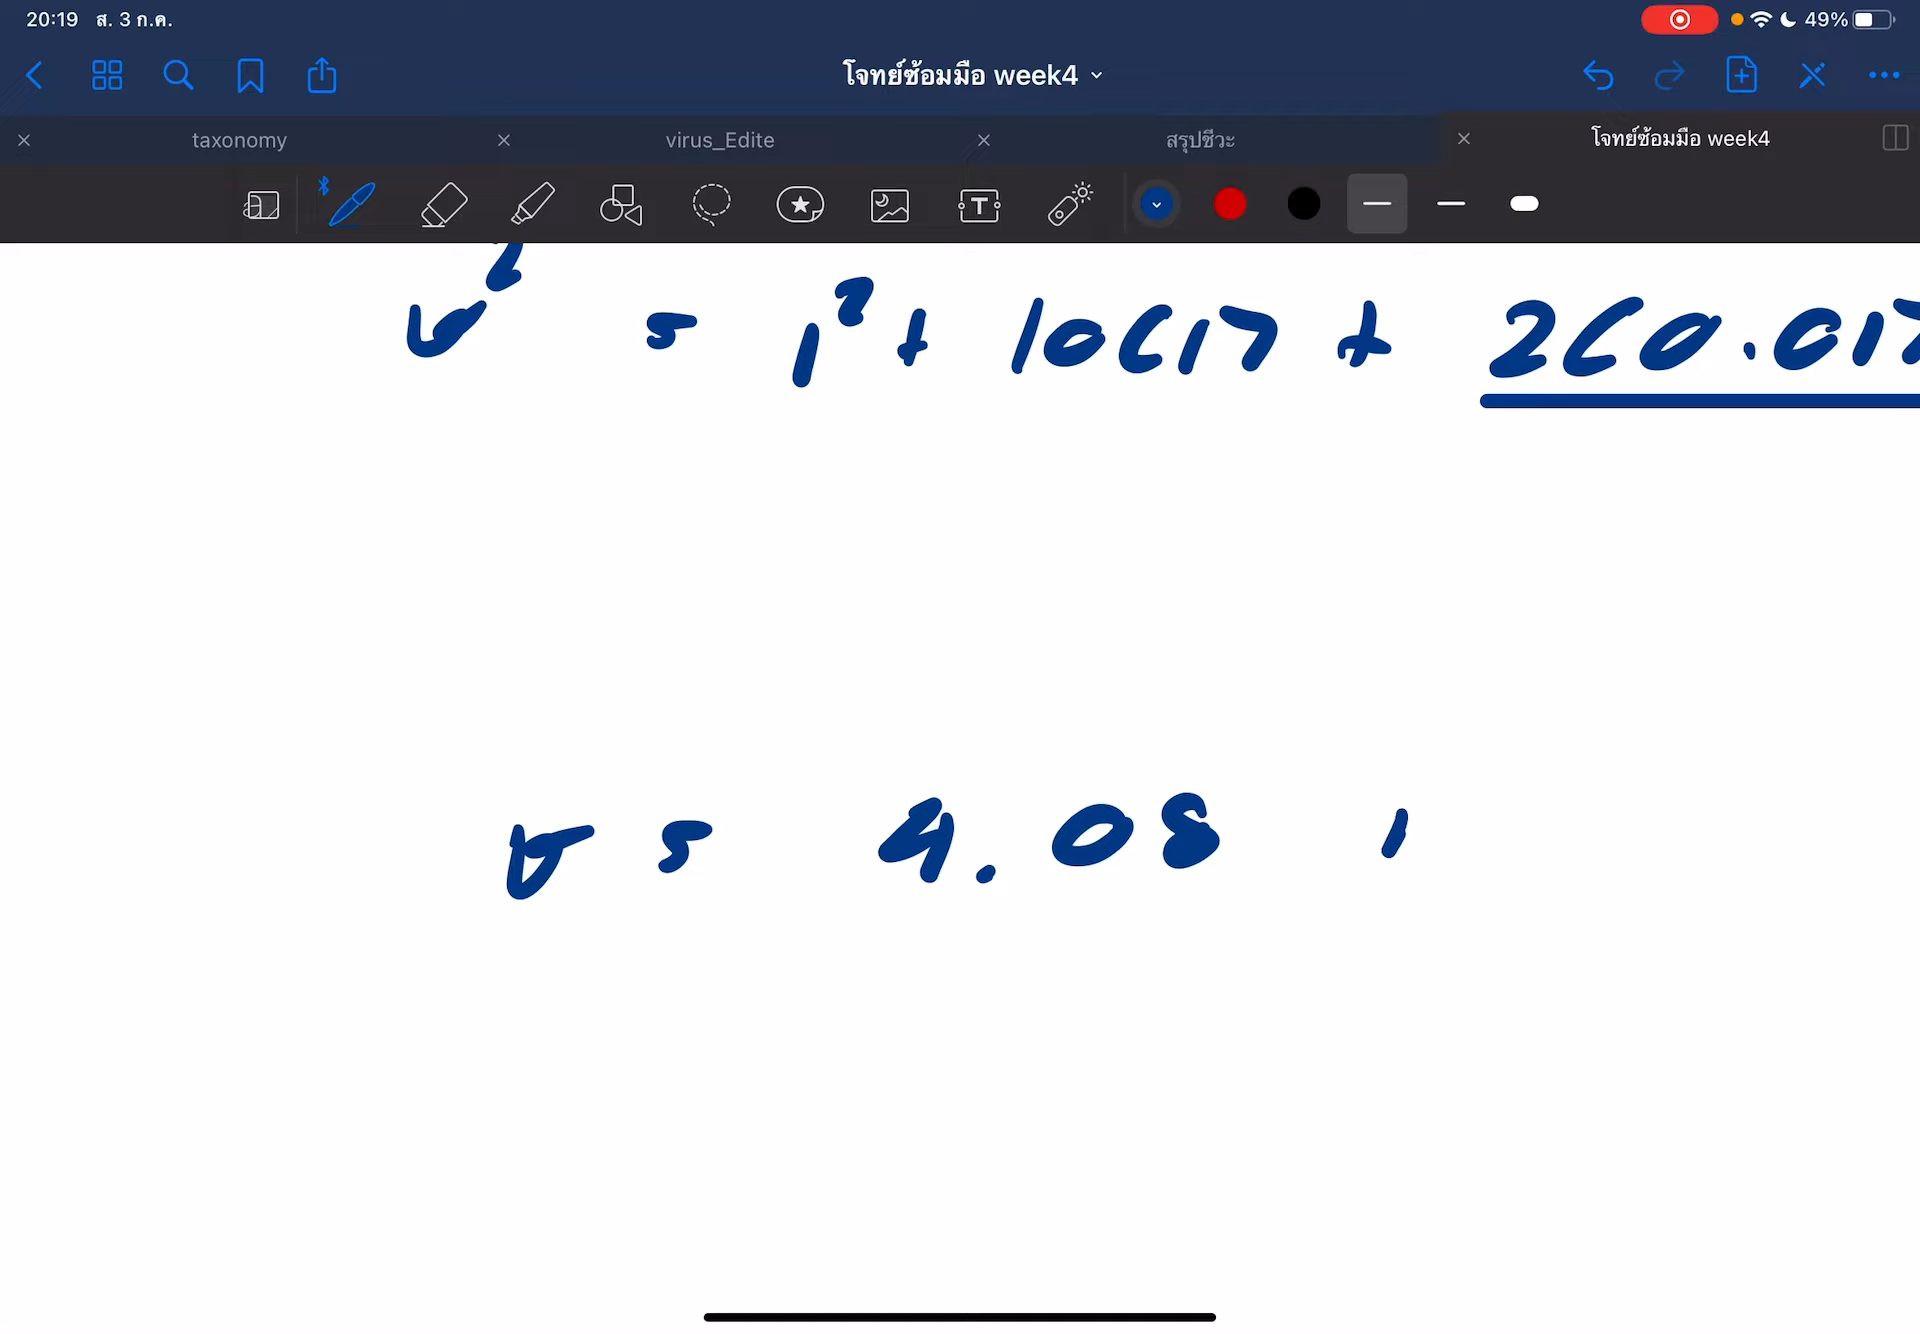 20:19 ส. 3 ก.ค. 49%
โจทย์ซ้อมมือ week4
taxonomy virus_Edite สรุปชีวะ โจทย์ซ้อมมือ week4
v² = 1² + 10(1) + 2(0.01)
v = 4.08